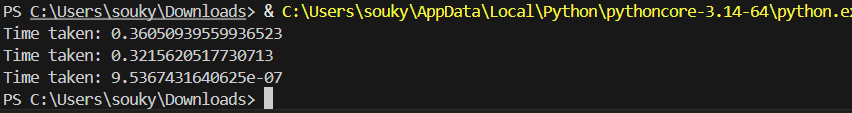 PS C:\Users\souky\Downloads> & C:\Users\souky\AppData\Local\Python\pythoncore-3.14-64\python.ex
Time taken: 0.36050939559936523
Time taken: 0.3215620517730713
Time taken: 9.5367431640625e-07
PS C:\Users\souky\Downloads>